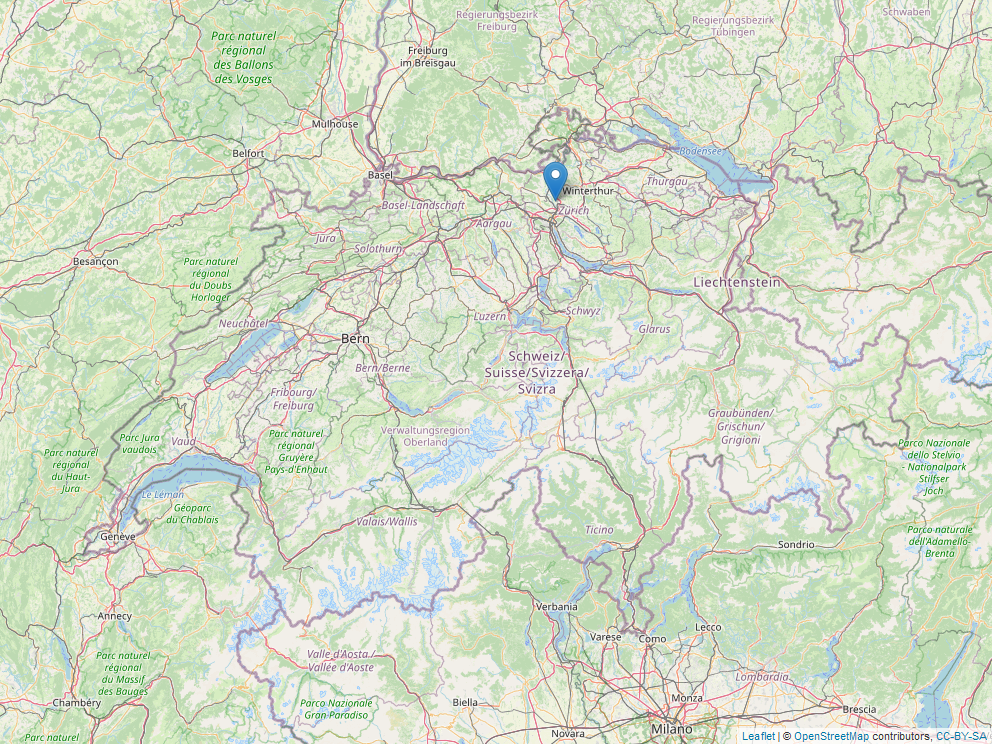 Regierungsbezirk
Freiburg
Schwaben
Regierungsbezirk
Tübingen
Parc naturel
régional
des Ballons
des Vosges
Freiburg
im Breisgau
Mulhouse
Belfort
Bodensee
Basel
Winterthur
Thurgau
Basel-Landschaft
Zürich
Aargau
Jura
Solothurn
Besançon
Parc naturel
régional
du Doubs
Horloger
Liechtenstein
Neuchâtel
Luzern
Schwyz
Glarus
Bern
Schweiz/
Suisse/Svizzera/
Svizra
Bern/Berne
Fribourg/
Freiburg
Graubünden/
Grischun/
Grigioni
Parc Jura
vaudois
Vaud
Parc naturel
régional
Gruyère
Pays-d'Enhaut
Verwaltungsregion
Oberland
Parc naturel
régional
du Haut-
Jura
Parco Nazionale
dello Stelvio
- Nationalpark
Stilfser
Joch
Le Léman
Géoparc
du Chablais
Valais/Wallis
Ticino
Genève
Sondrio
Parco naturale
dell'Adamello-
Brenta
Annecy
Verbania
Lecco
Varese
Como
Valle d'Aosta /
Vallée d'Aoste
Parc naturel
régional
du Massif
des Bauges
Lombardia
Chambéry
Parco Nazionale
Gran Paradiso
Biella
Monza
Brescia
Novara
Milano
Parc naturel
Leaflet | © OpenStreetMap contributors, CC-BY-SA